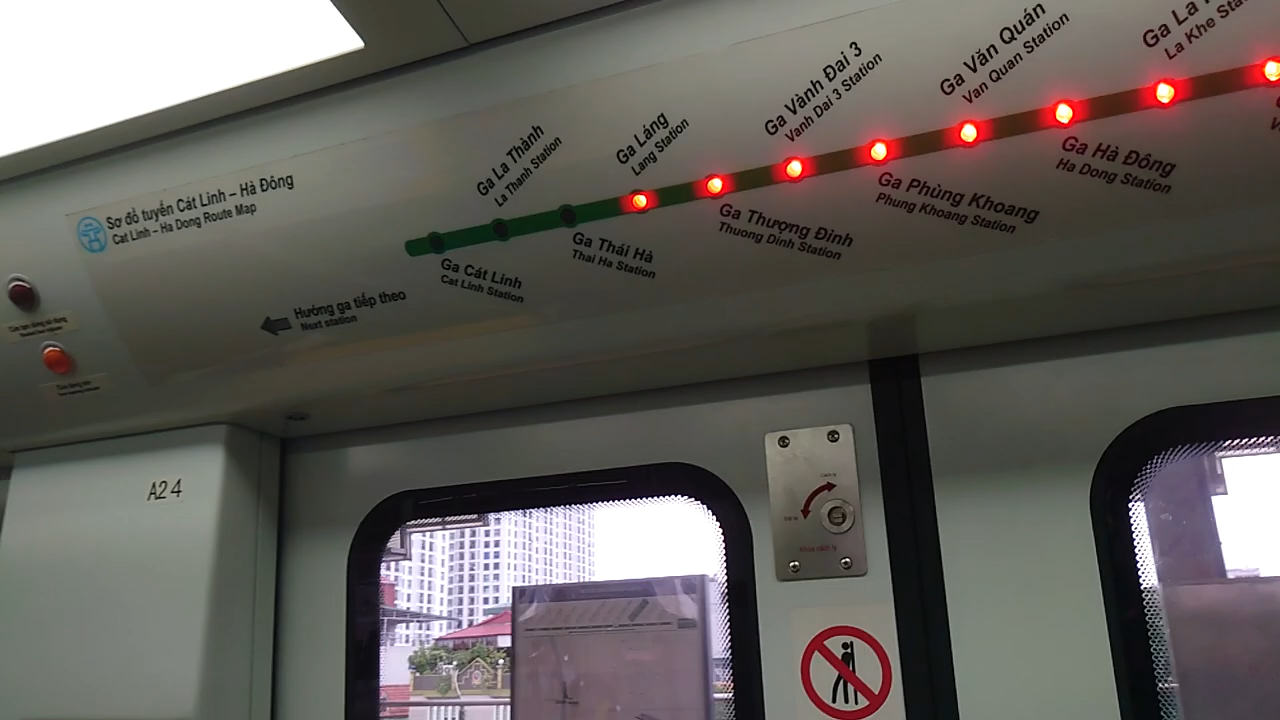 Sơ đồ tuyến Cát Linh – Hà Đông
Cat Linh – Ha Dong Route Map
Hướng ga tiếp theo
Next station
Ga Cát Linh
Cat Linh Station
Ga La Thành
La Thanh Station
Ga Thái Hà
Thai Ha Station
Ga Láng
Lang Station
Ga Thượng Đình
Thuong Dinh Station
Ga Vành Đai 3
Vanh Dai 3 Station
Ga Phùng Khoang
Phung Khoang Station
Ga Văn Quán
Van Quan Station
Ga Hà Đông
Ha Dong Station
Ga La
La Khe
A24
Khóa cách ly